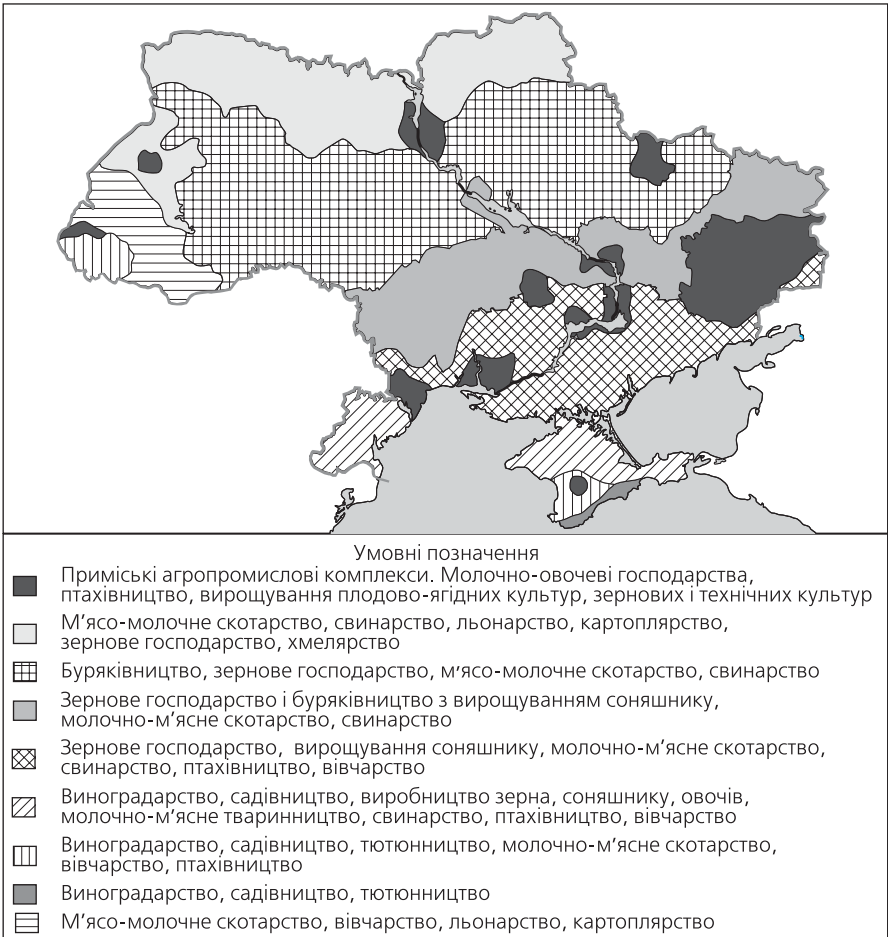 Умовні позначення
Приміські агропромислові комплекси. Молочно-овочеві господарства,
птахівництво, вирощування плодово-ягідних культур, зернових і технічних культур
М'ясо-молочне скотарство, свинарство, льонарство, картоплярство,
зернове господарство, хмелярство
Буряківництво, зернове господарство, м'ясо-молочне скотарство, свинарство
Зернове господарство і буряківництво з вирощуванням соняшнику,
молочно-м'ясне скотарство, свинарство
Зернове господарство, вирощування соняшнику, молочно-м'ясне скотарство,
свинарство, птахівництво, вівчарство
Виноградарство, садівництво, виробництво зерна, соняшнику, овочів,
молочно-м'ясне тваринництво, свинарство, птахівництво, вівчарство
Виноградарство, садівництво, тютюнництво, молочно-м'ясне скотарство,
вівчарство, птахівництво
Виноградарство, садівництво, тютюнництво
М'ясо-молочне скотарство, вівчарство, льонарство, картоплярство